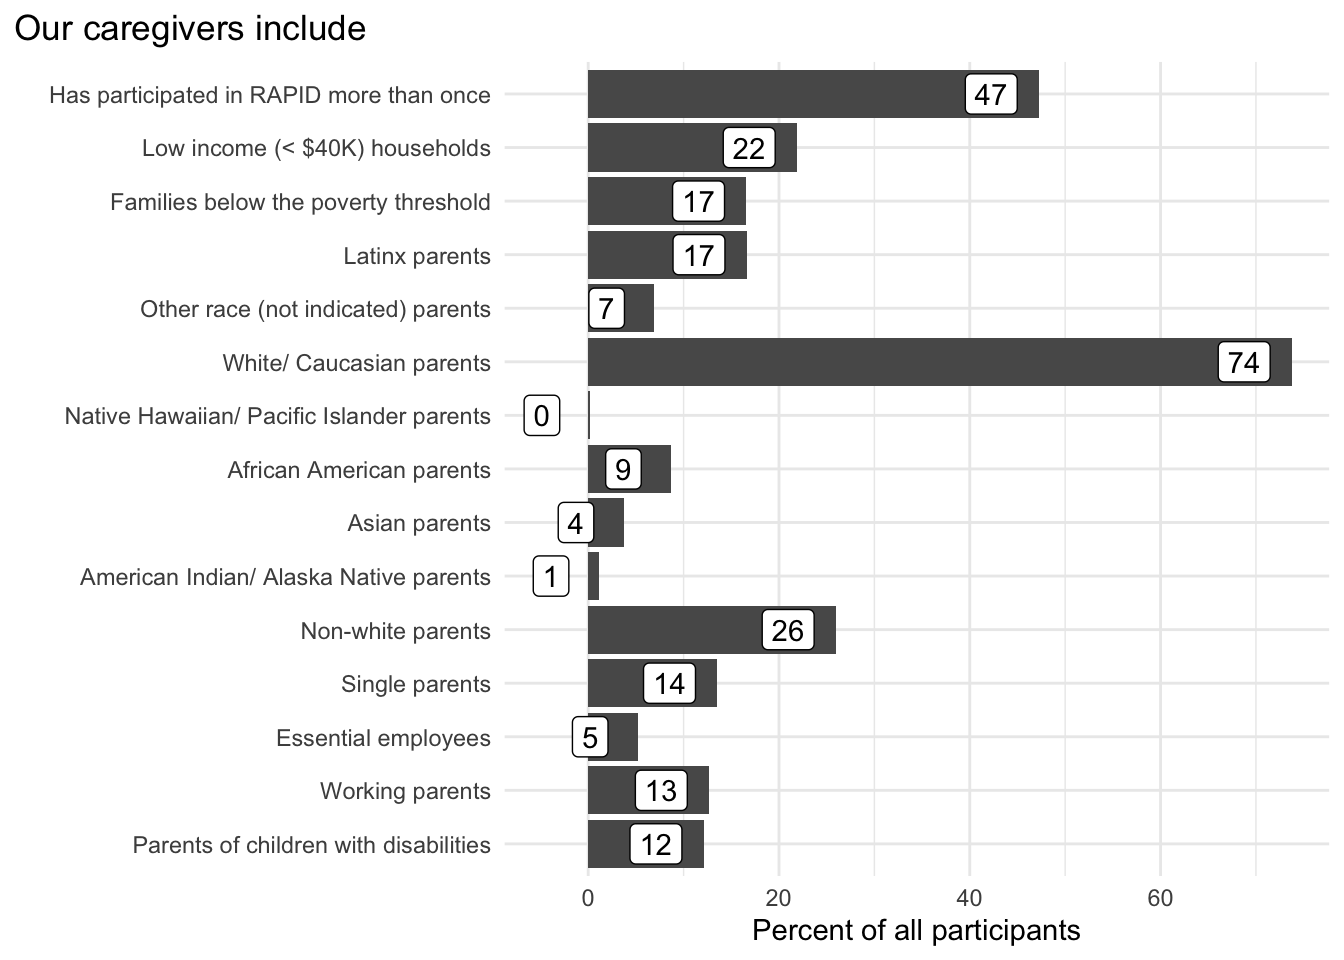 Our caregivers include
Has participated in RAPID more than once 47
Low income (< $40K) households 22
Families below the poverty threshold 17
Latinx parents 17
Other race (not indicated) parents 7
White/ Caucasian parents 74
Native Hawaiian/ Pacific Islander parents 0
African American parents 9
Asian parents 4
American Indian/ Alaska Native parents 1
Non-white parents 26
Single parents 14
Essential employees 5
Working parents 13
Parents of children with disabilities 12
0 20 40 60
Percent of all participants